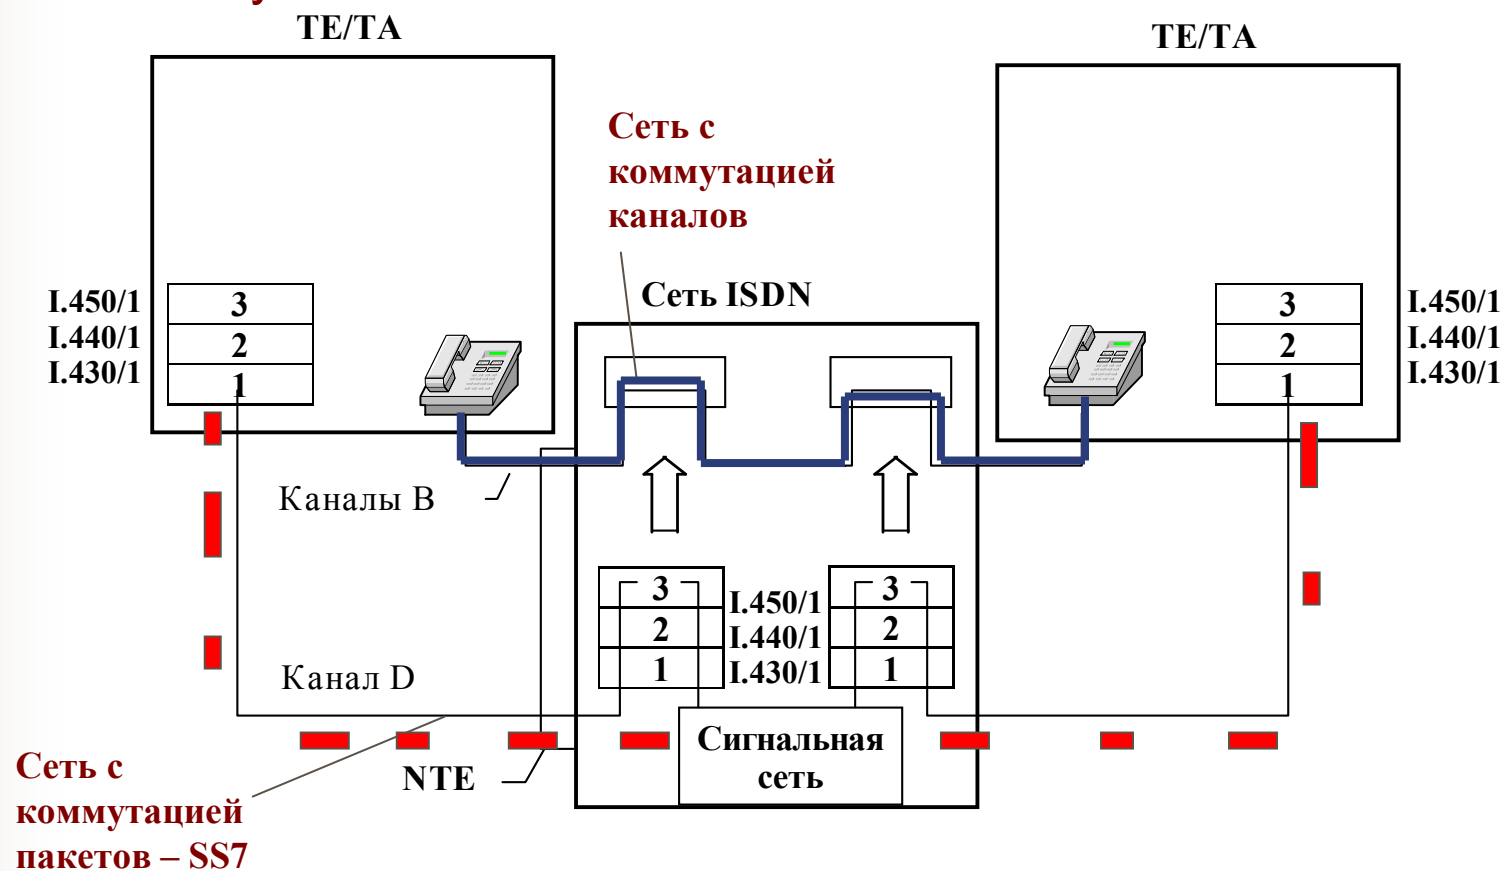 TE/TA
TE/TA
Сеть с
коммутацией
каналов
Сеть ISDN
I.450/1
I.440/1
I.430/1
3
2
1
3
2
1
I.450/1
I.440/1
I.430/1
Каналы B
3
2
1
I.450/1
I.440/1
I.430/1
3
2
1
Канал D
Сигнальная
сеть
NTE
Сеть с
коммутацией
пакетов – SS7